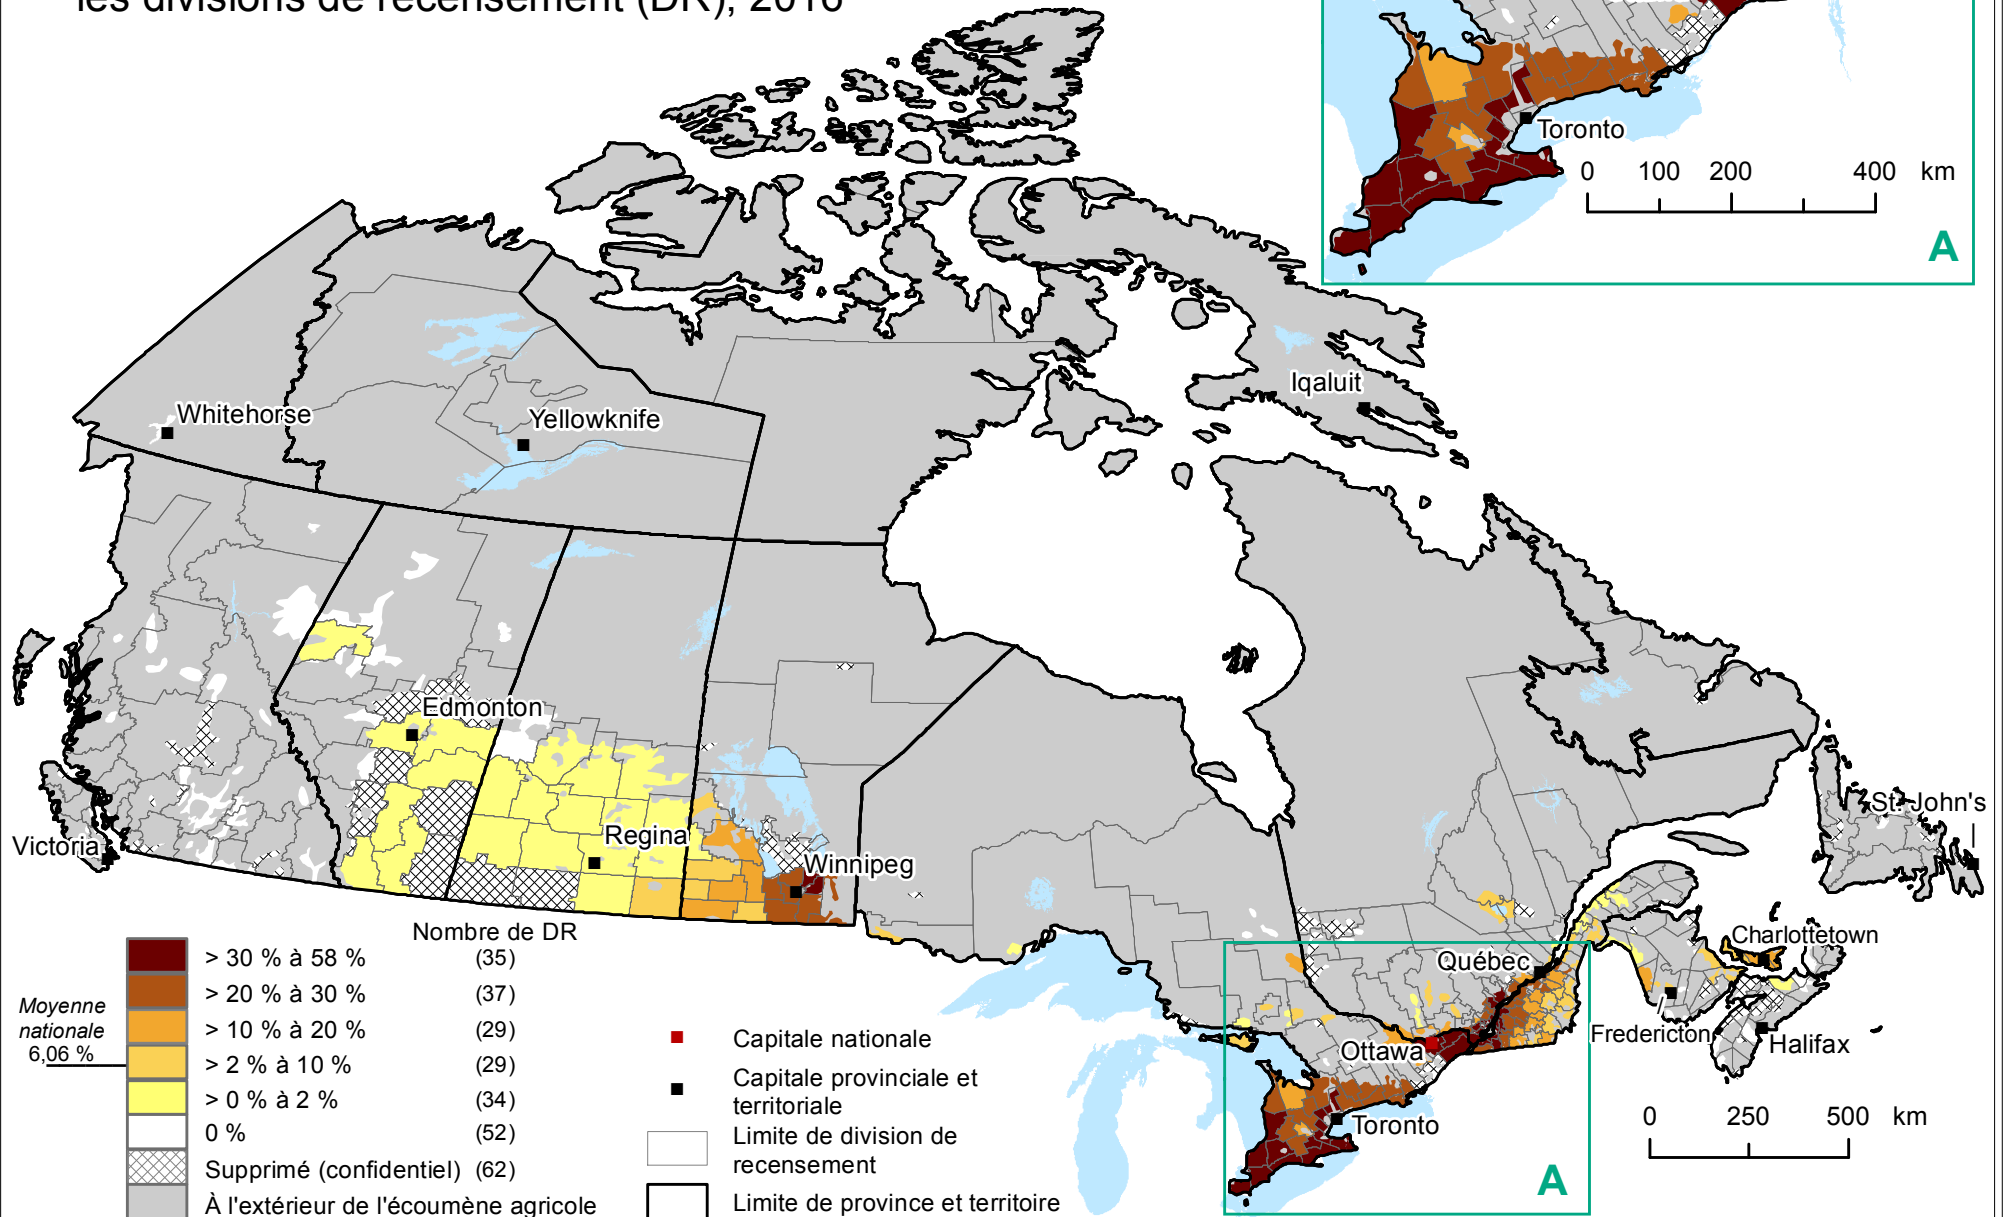 les divisions de recensement (DR), 2016
Toronto
0 100 200 400 km
A
Iqaluit
Whitehorse
Yellowknife
Edmonton
Regina
Winnipeg
Victoria
St. John's
Charlottetown
Québec
Fredericton
Halifax
Ottawa
Toronto
A
0 250 500 km
Nombre de DR
> 30 % à 58 % (35)
> 20 % à 30 % (37)
> 10 % à 20 % (29)
> 2 % à 10 % (29)
> 0 % à 2 % (34)
0 % (52)
Supprimé (confidentiel) (62)
À l'extérieur de l'écoumène agricole
Moyenne
nationale
6,06 %
Capitale nationale
Capitale provinciale et
territoriale
Limite de division de
recensement
Limite de province et territoire